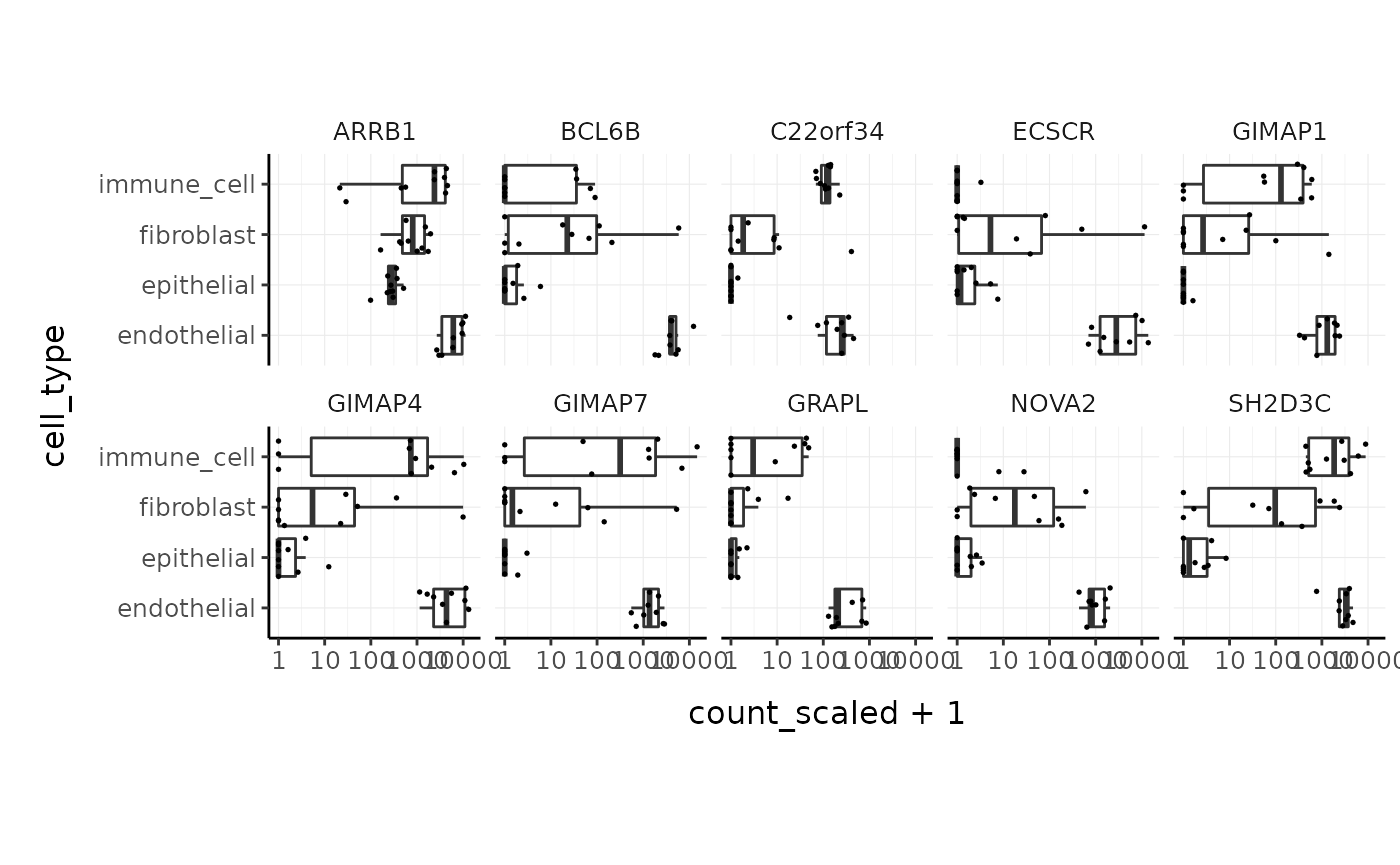 ARRB1 BCL6B C22orf34 ECSCR GIMAP1
immune_cell
fibroblast
epithelial
endothelial
cell_type
GIMAP4 GIMAP7 GRAPL NOVA2 SH2D3C
immune_cell
fibroblast
epithelial
endothelial
1 10 100 1000 10000 1 10 100 1000 10000 1 10 100 1000 10000 1 10 100 1000 10000 1 10 100 1000 10000
count_scaled + 1